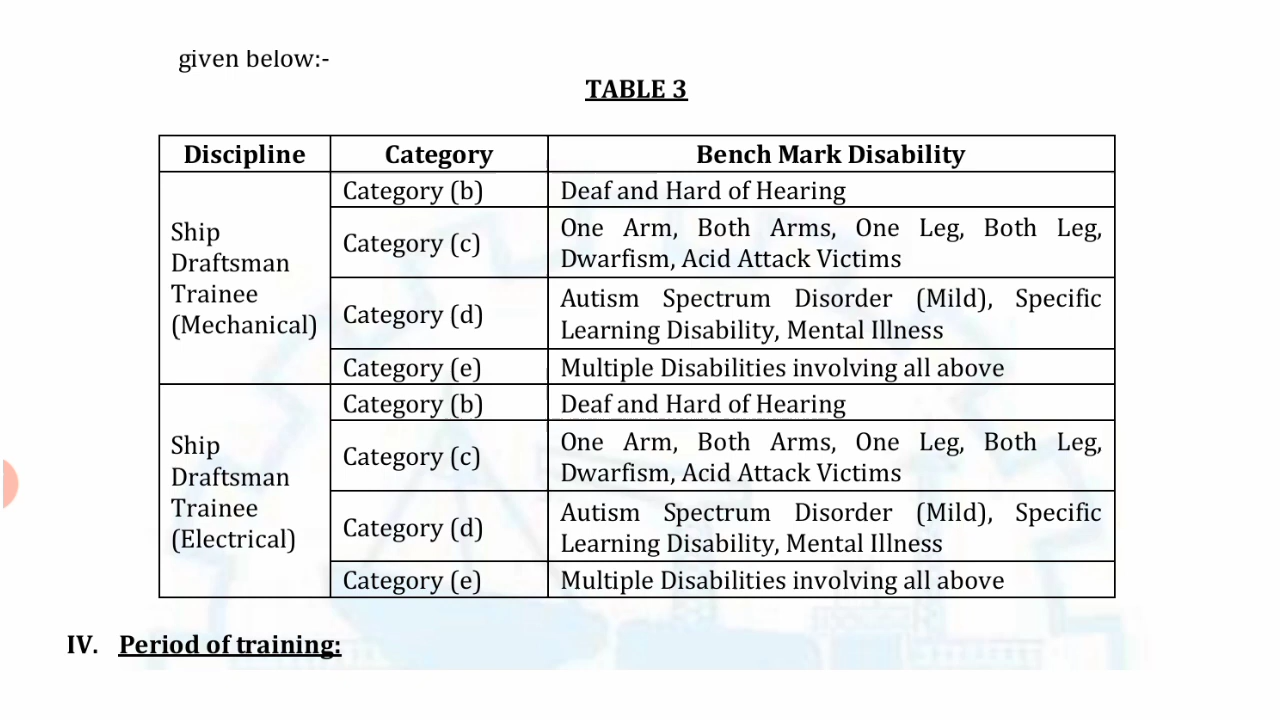 given below:-
TABLE 3
Discipline Category Bench Mark Disability
Ship
Draftsman
Trainee
(Mechanical)
Category (b) Deaf and Hard of Hearing
Category (c) One Arm, Both Arms, One Leg, Both Leg,
Dwarfism, Acid Attack Victims
Category (d) Autism Spectrum Disorder (Mild), Specific
Learning Disability, Mental Illness
Category (e) Multiple Disabilities involving all above
Ship
Draftsman
Trainee
(Electrical)
Category (b) Deaf and Hard of Hearing
Category (c) One Arm, Both Arms, One Leg, Both Leg,
Dwarfism, Acid Attack Victims
Category (d) Autism Spectrum Disorder (Mild), Specific
Learning Disability, Mental Illness
Category (e) Multiple Disabilities involving all above
IV. Period of training: